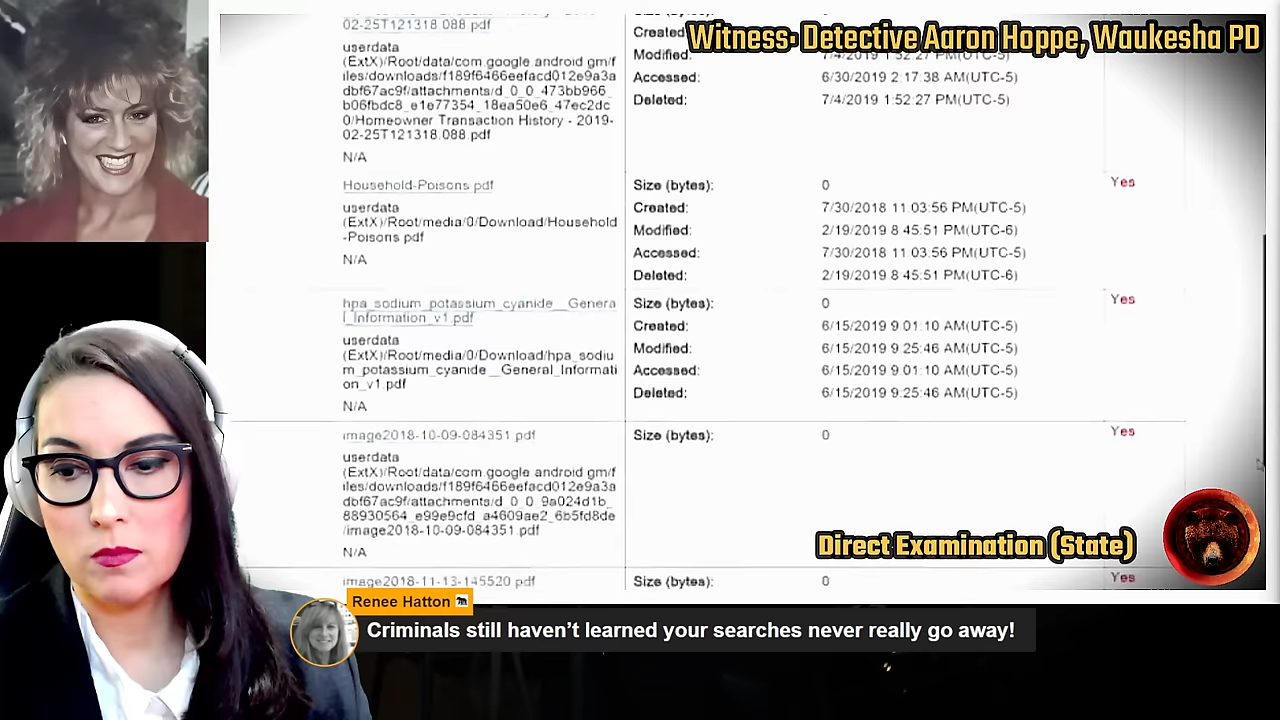 02-25T121318.088.pdf
userdata
(ExtX)/Root/data/com.google.android.gm/f
iles/downloads/f189f6466eefacd012e9a3a
dbf67ac9f/attachments/d_0_0_473bb966_
b06fbdc8_e1e77354_18ea50e6_47ec2dc
0/Homeowner Transaction History - 2019-
02-25T121318.088.pdf
N/A
Household-Poisons.pdf
userdata
(ExtX)/Root/media/0/Download/Household
-Poisons.pdf
N/A
hpa_sodium_potassium_cyanide__Genera
l_Information_v1.pdf
userdata
(ExtX)/Root/media/0/Download/hpa_sodiu
m_potassium_cyanide__General_Informati
on_v1.pdf
N/A
image2018-10-09-084351.pdf
userdata
(ExtX)/Root/data/com.google.android.gm/f
iles/downloads/f189f6466eefacd012e9a3a
dbf67ac9f/attachments/d_0_0_9a024d1b_
88930564_e99e9cfd_a4609ae2_6b5fd8de
/image2018-10-09-084351.pdf
N/A
image2018-11-13-145520.pdf
Witness: Detective Aaron Hoppe, Waukesha PD
Size (bytes):
Created
Modified: 7/4/2019 1:52:27 PM(UTC-5)
Accessed: 6/30/2019 2:17:38 AM(UTC-5)
Deleted: 7/4/2019 1:52:27 PM(UTC-5)
Size (bytes): 0 Yes
Created: 7/30/2018 11:03:56 PM(UTC-5)
Modified: 2/19/2019 8:45:51 PM(UTC-6)
Accessed: 7/30/2018 11:03:56 PM(UTC-5)
Deleted: 2/19/2019 8:45:51 PM(UTC-6)
Size (bytes): 0 Yes
Created: 6/15/2019 9:01:10 AM(UTC-5)
Modified: 6/15/2019 9:25:46 AM(UTC-5)
Accessed: 6/15/2019 9:01:10 AM(UTC-5)
Deleted: 6/15/2019 9:25:46 AM(UTC-5)
Size (bytes): 0 Yes
Size (bytes): 0 Yes
Direct Examination (State)
Renee Hatton
Criminals still haven’t learned your searches never really go away!